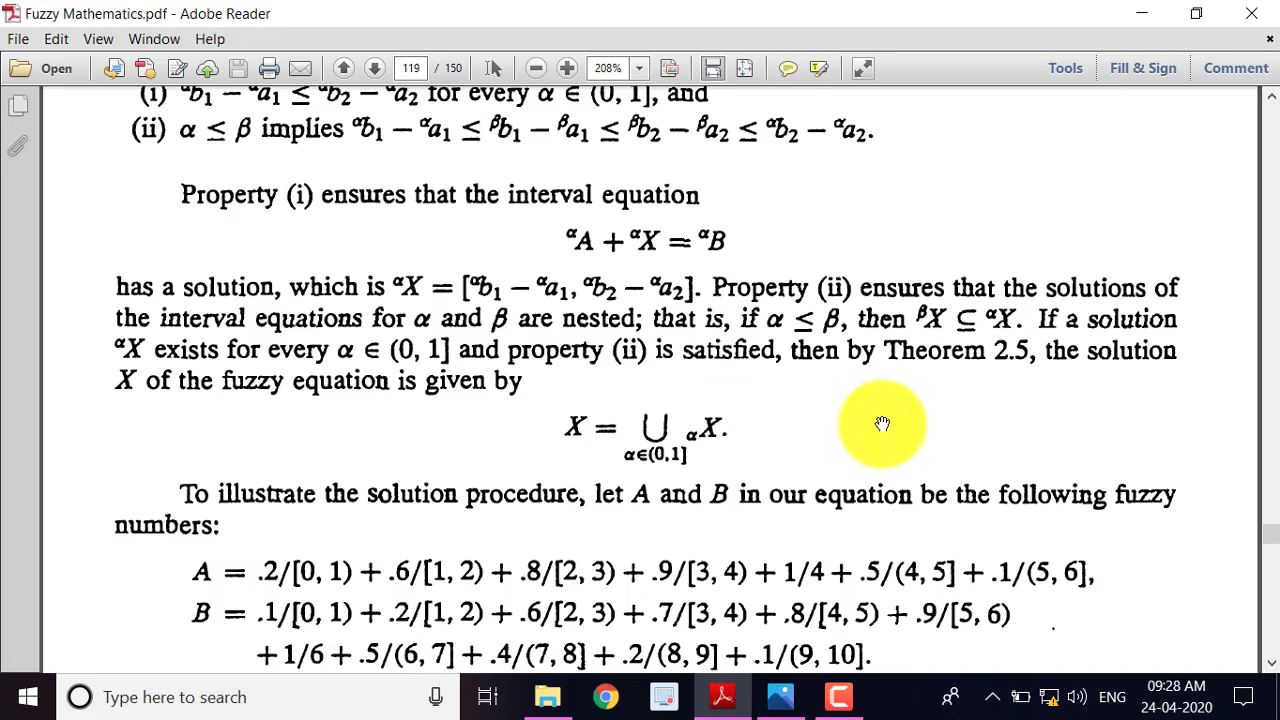 Fuzzy Mathematics.pdf - Adobe Reader
File Edit View Window Help
Open 119 / 150 208% Tools Fill & Sign Comment
(i) ᵅb₁ − ᵅa₁ ≤ ᵅb₂ − ᵅa₂ for every α ∈ (0, 1], and
(ii) α ≤ β implies ᵅb₁ − ᵅa₁ ≤ ᵝb₁ − ᵝa₁ ≤ ᵝb₂ − ᵝa₂ ≤ ᵅb₂ − ᵅa₂.
Property (i) ensures that the interval equation
ᵅA + ᵅX = ᵅB
has a solution, which is ᵅX = [ᵅb₁ − ᵅa₁, ᵅb₂ − ᵅa₂]. Property (ii) ensures that the solutions of
the interval equations for α and β are nested; that is, if α ≤ β, then ᵝX ⊆ ᵅX. If a solution
ᵅX exists for every α ∈ (0, 1] and property (ii) is satisfied, then by Theorem 2.5, the solution
X of the fuzzy equation is given by
X = ⋃ αX.
α∈(0,1]
To illustrate the solution procedure, let A and B in our equation be the following fuzzy
numbers:
A = .2/[0, 1) + .6/[1, 2) + .8/[2, 3) + .9/[3, 4) + 1/4 + .5/(4, 5] + .1/(5, 6],
B = .1/[0, 1) + .2/[1, 2) + .6/[2, 3) + .7/[3, 4) + .8/[4, 5) + .9/[5, 6)
+ 1/6 + .5/(6, 7] + .4/(7, 8] + .2/(8, 9] + .1/(9, 10].
Type here to search
ENG
09:28 AM
24-04-2020